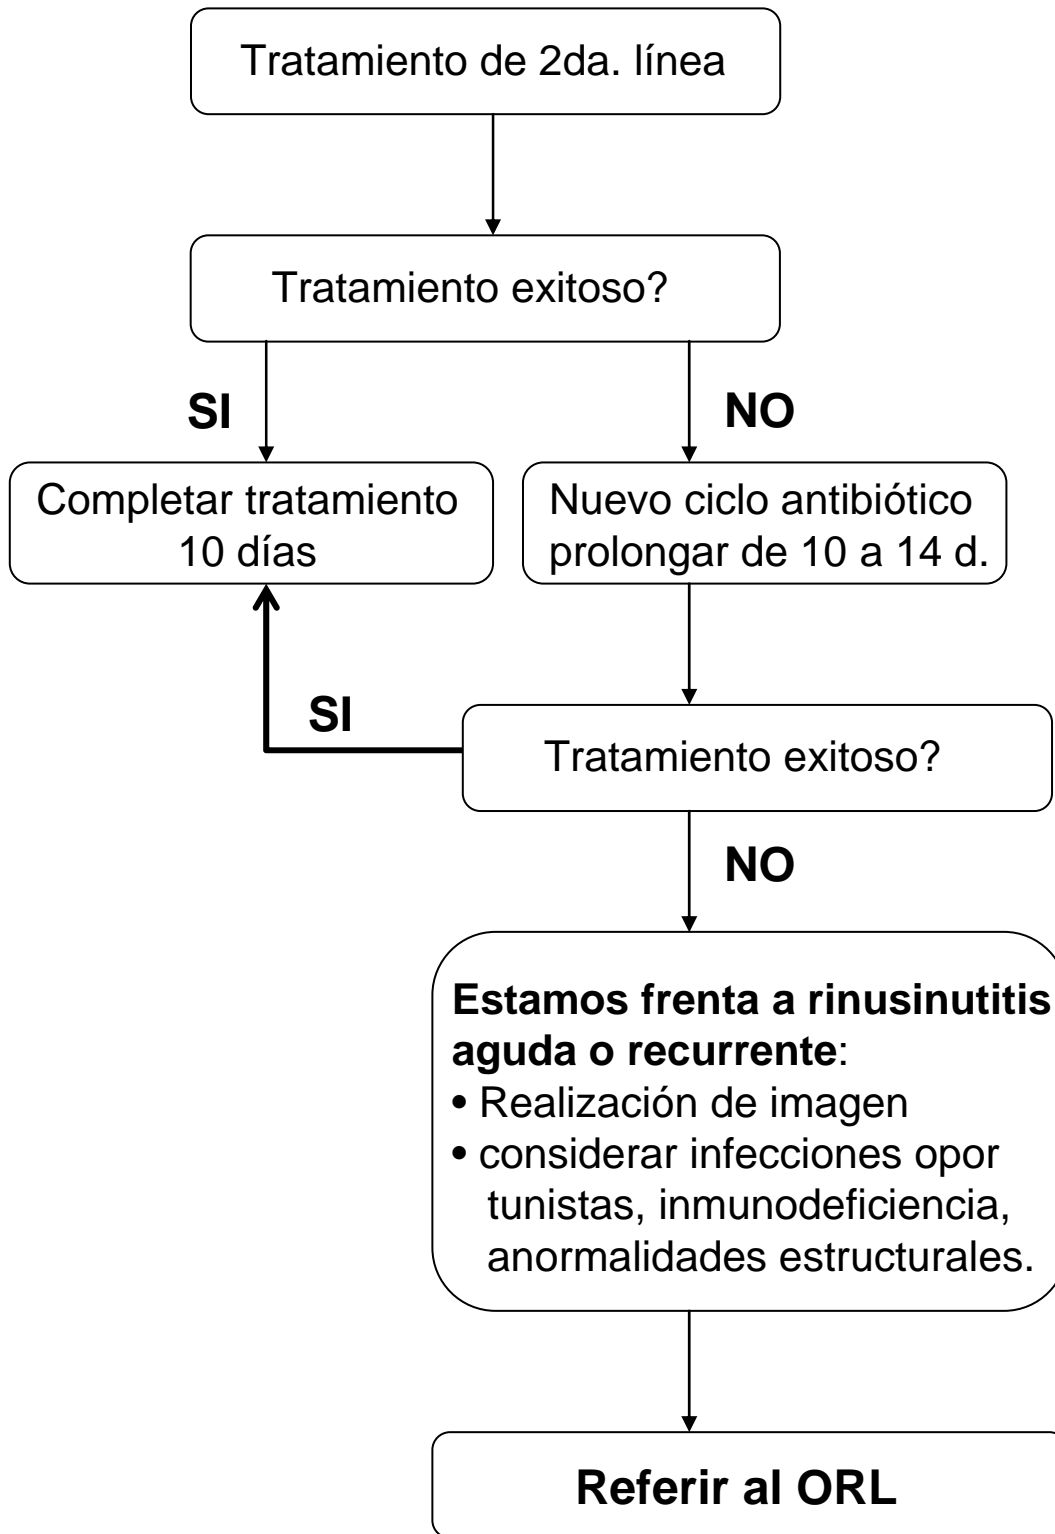 Tratamiento de 2da. línea
Tratamiento exitoso?
SI
NO
Completar tratamiento
10 días
Nuevo ciclo antibiótico
prolongar de 10 a 14 d.
SI
Tratamiento exitoso?
NO
Estamos frenta a rinusinutitis
aguda o recurrente:
• Realización de imagen
• considerar infecciones opor
tunistas, inmunodeficiencia,
anormalidades estructurales.
Referir al ORL